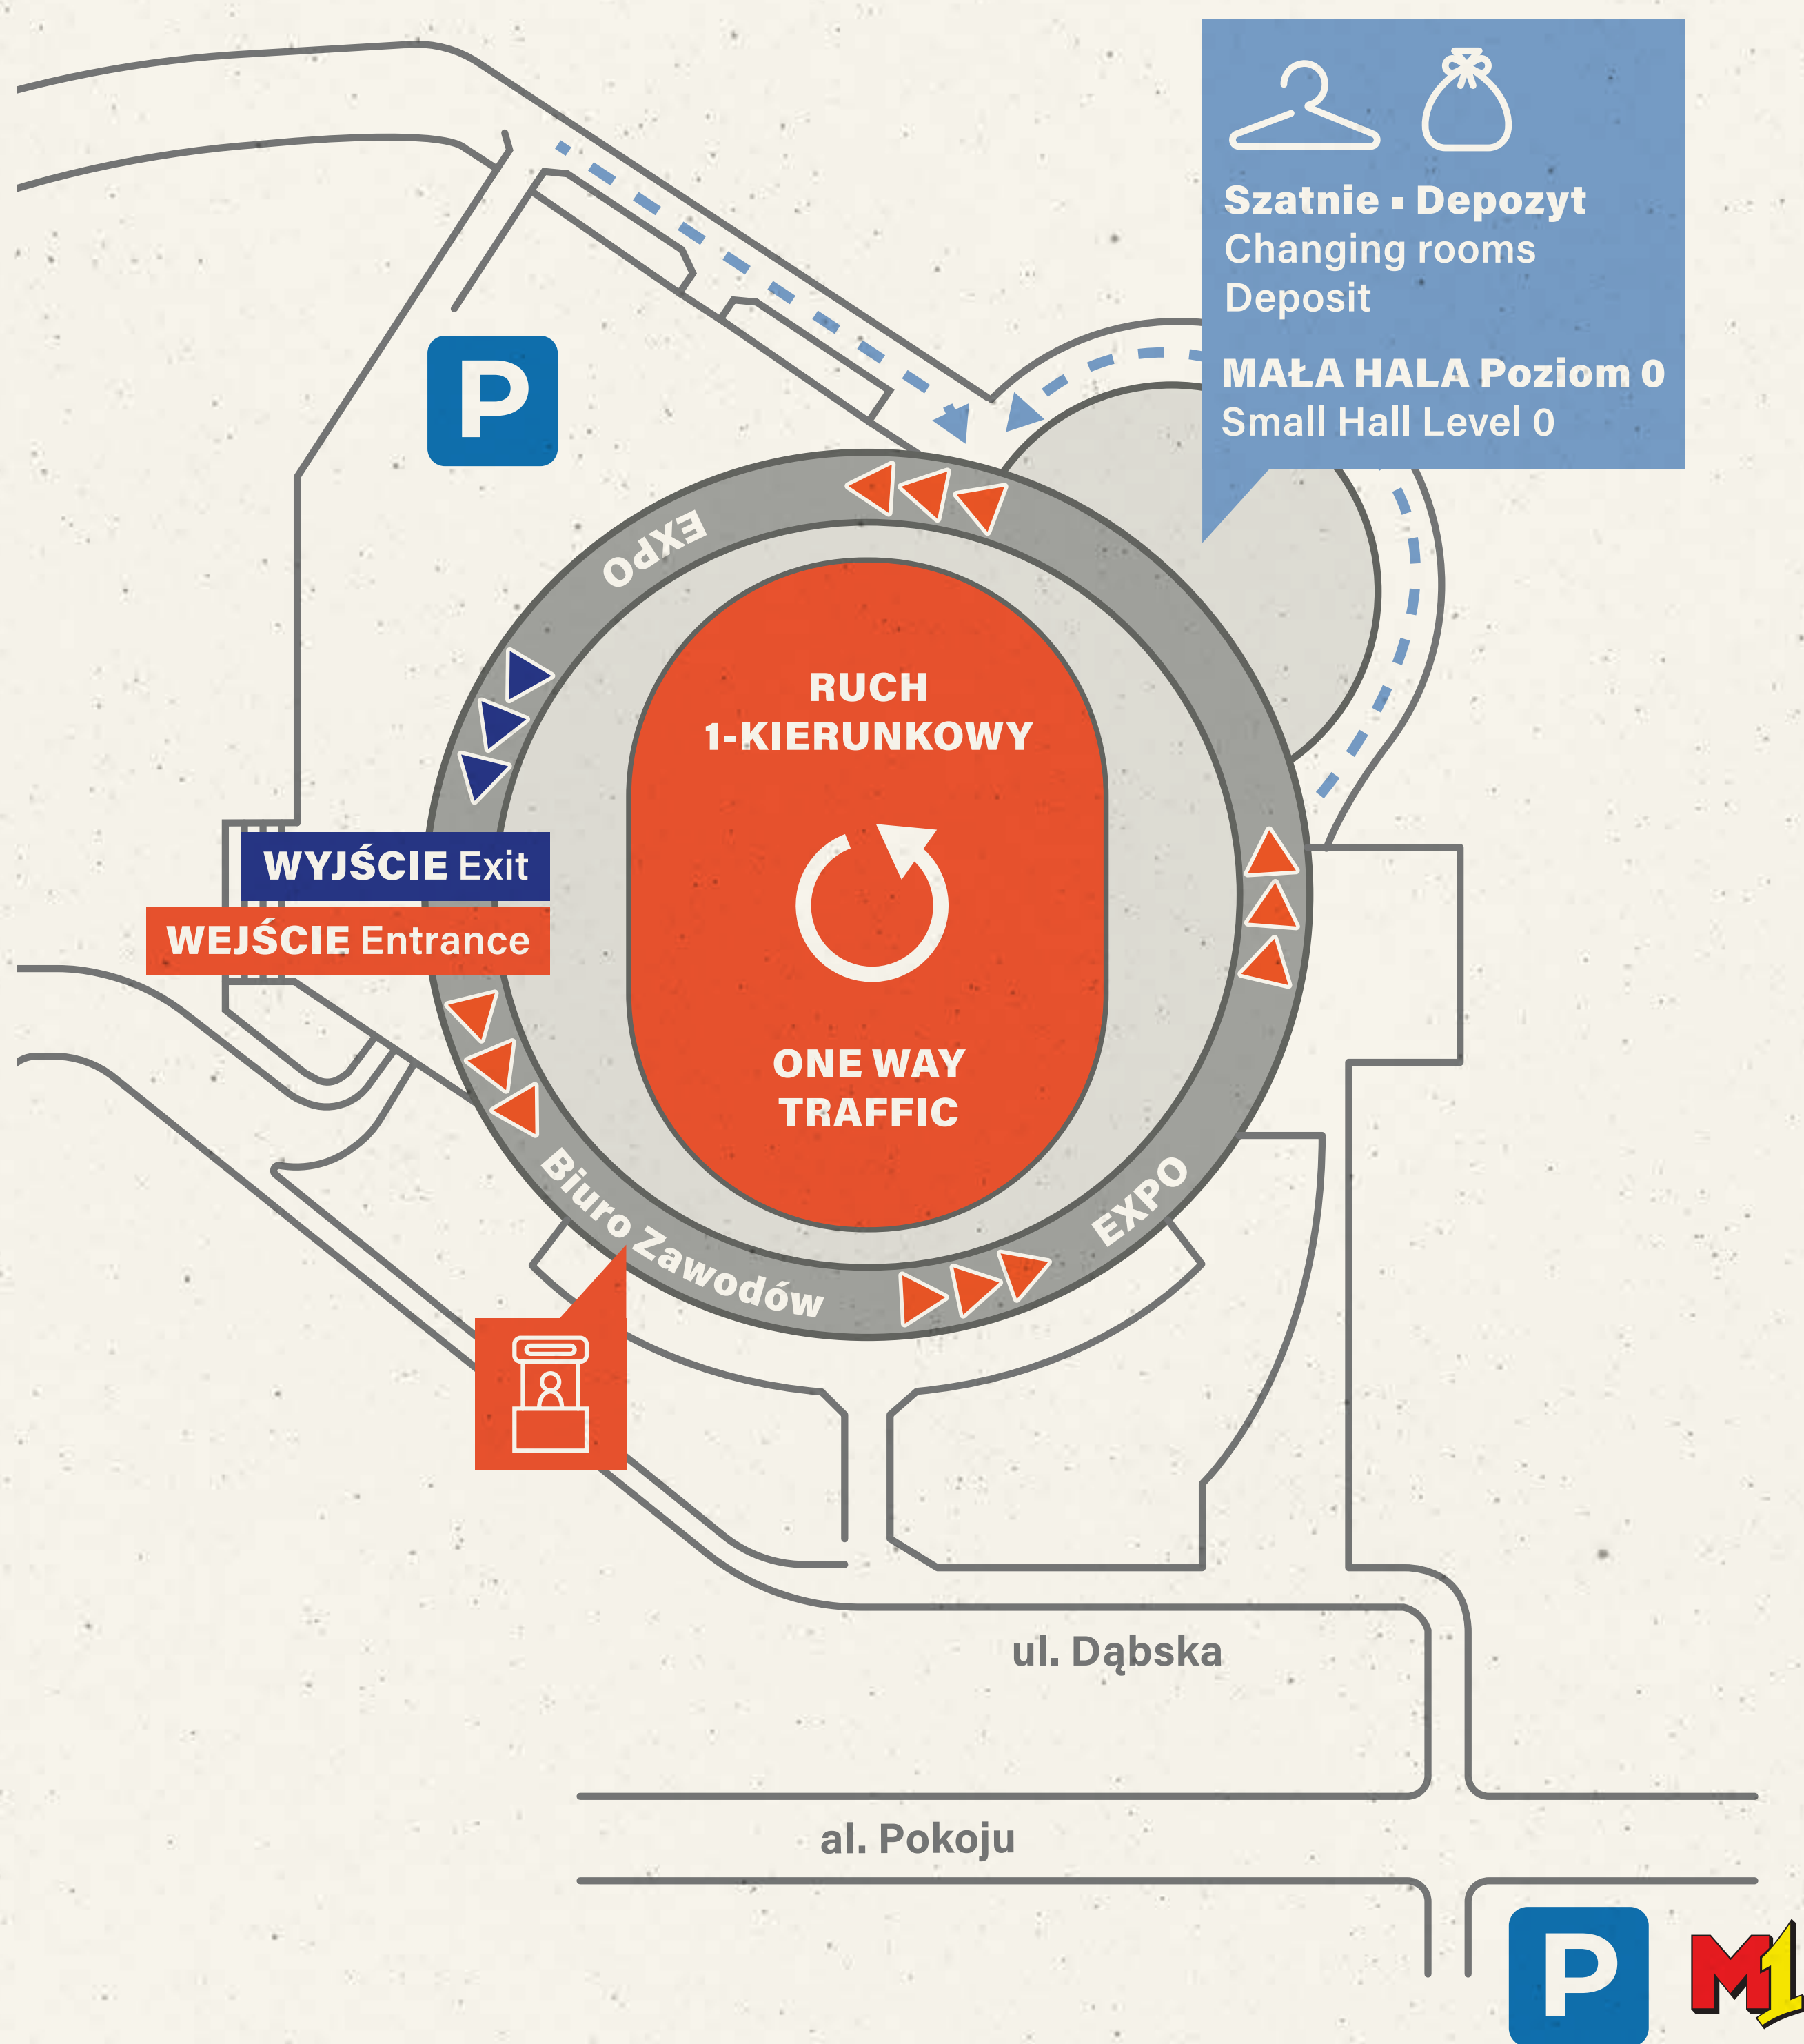 Szatnie ▪ Depozyt
Changing rooms
Deposit
MAŁA HALA Poziom 0
Small Hall Level 0
P
EXPO
RUCH
1-KIERUNKOWY
WYJŚCIE Exit
WEJŚCIE Entrance
ONE WAY
TRAFFIC
Biuro Zawodów
EXPO
ul. Dąbska
al. Pokoju
P
M1